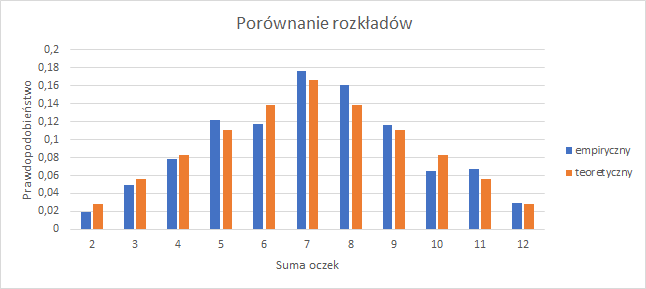 Porównanie rozkładów
0,2
0,18
0,16
0,14
0,12
0,1
0,08
0,06
0,04
0,02
0
Prawdopodobieństwo
2 3 4 5 6 7 8 9 10 11 12
Suma oczek
empiryczny
teoretyczny